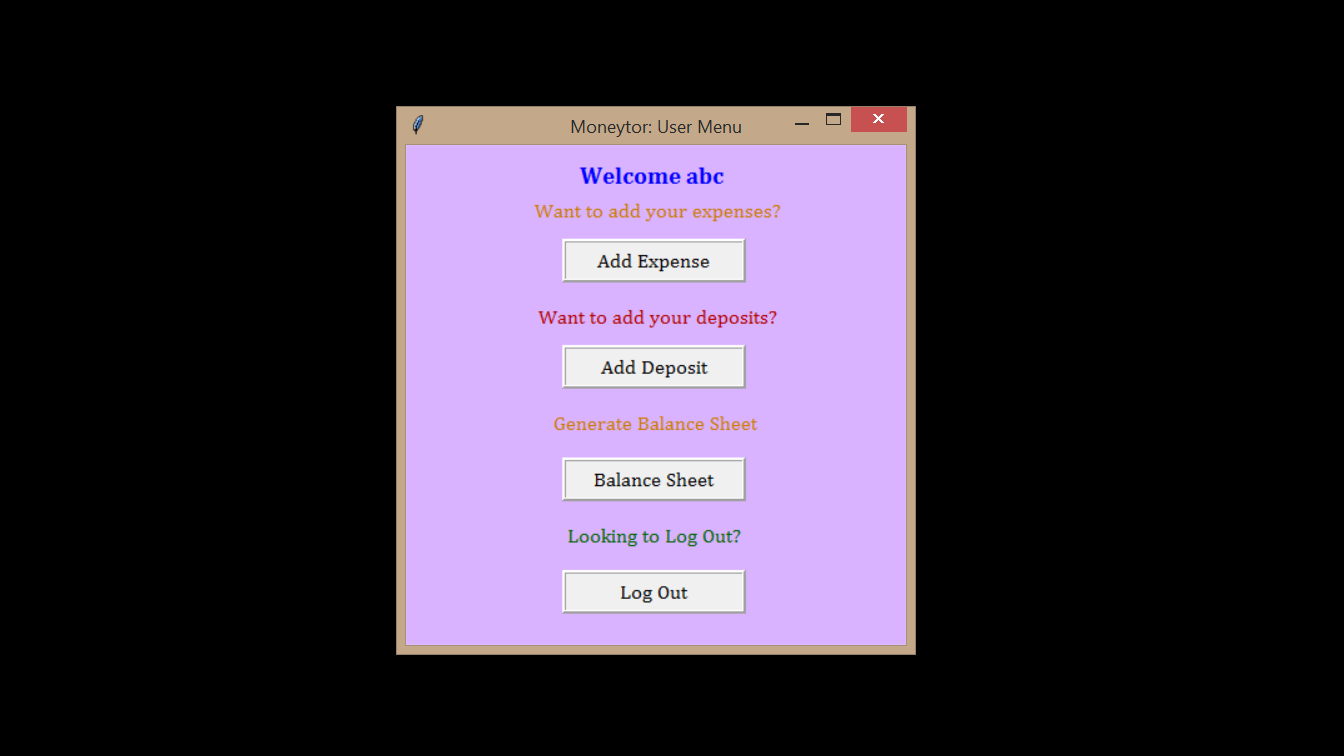 Moneytor: User Menu
Welcome abc
Want to add your expenses?
Add Expense
Want to add your deposits?
Add Deposit
Generate Balance Sheet
Balance Sheet
Looking to Log Out?
Log Out